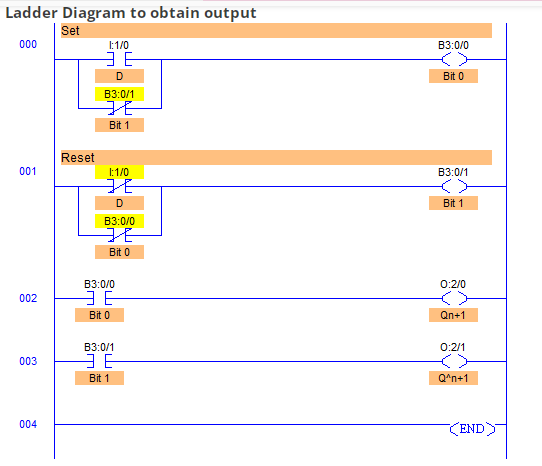 Ladder Diagram to obtain output
Set
000
I:1/0
B3:0/0
D
Bit 0
B3:0/1
Bit 1
Reset
001
I:1/0
B3:0/1
D
Bit 1
B3:0/0
Bit 0
B3:0/0
O:2/0
002
Bit 0
Qn+1
B3:0/1
O:2/1
003
Bit 1
Q^n+1
004
END